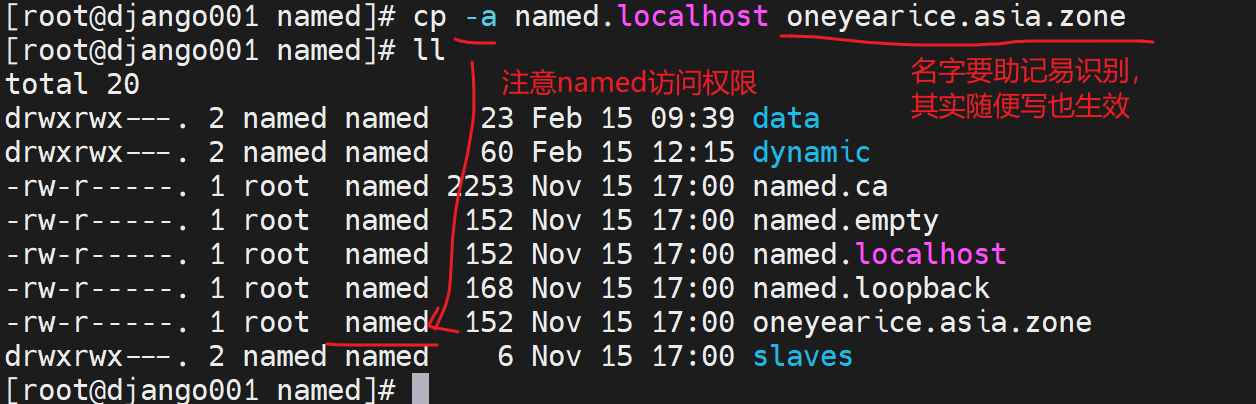 [root@django001 named]# cp -a named.localhost oneyearice.asia.zone
[root@django001 named]# ll
total 20
注意named访问权限
名字要助记易识别，
其实随便写也生效
drwxrwx---. 2 named named   23 Feb 15 09:39 data
drwxrwx---. 2 named named   60 Feb 15 12:15 dynamic
-rw-r-----. 1 root  named 2253 Nov 15 17:00 named.ca
-rw-r-----. 1 root  named  152 Nov 15 17:00 named.empty
-rw-r-----. 1 root  named  152 Nov 15 17:00 named.localhost
-rw-r-----. 1 root  named  168 Nov 15 17:00 named.loopback
-rw-r-----. 1 root  named  152 Nov 15 17:00 oneyearice.asia.zone
drwxrwx---. 2 named named    6 Nov 15 17:00 slaves
[root@django001 named]#